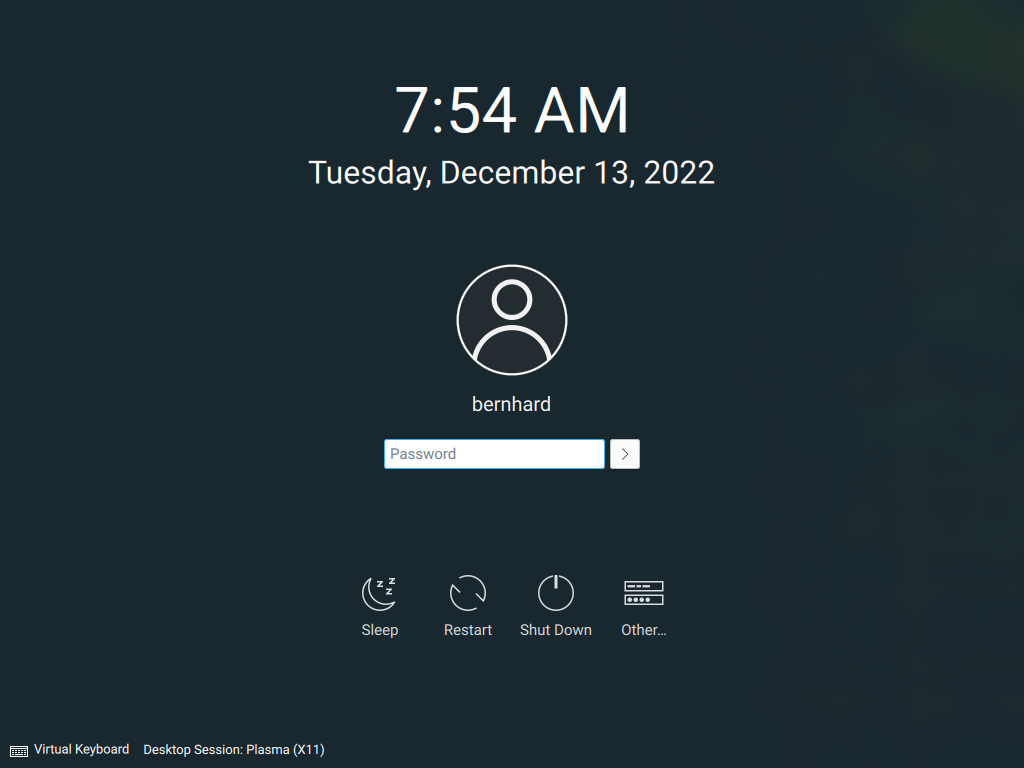 7:54 AM
Tuesday, December 13, 2022
bernhard
Password
Sleep Restart Shut Down Other...
Virtual Keyboard Desktop Session: Plasma (X11)